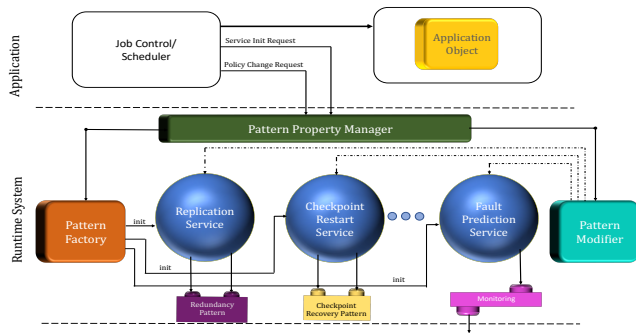 Application
Job Control/
Scheduler
Service Init Request
Policy Change Request
Application
Object
Runtime System
Pattern Property Manager
Pattern
Factory
init
init
init
Replication
Service
Checkpoint
Restart
Service
Fault
Prediction
Service
Pattern
Modifier
Redundancy
Pattern
Checkpoint
Recovery Pattern
Monitoring